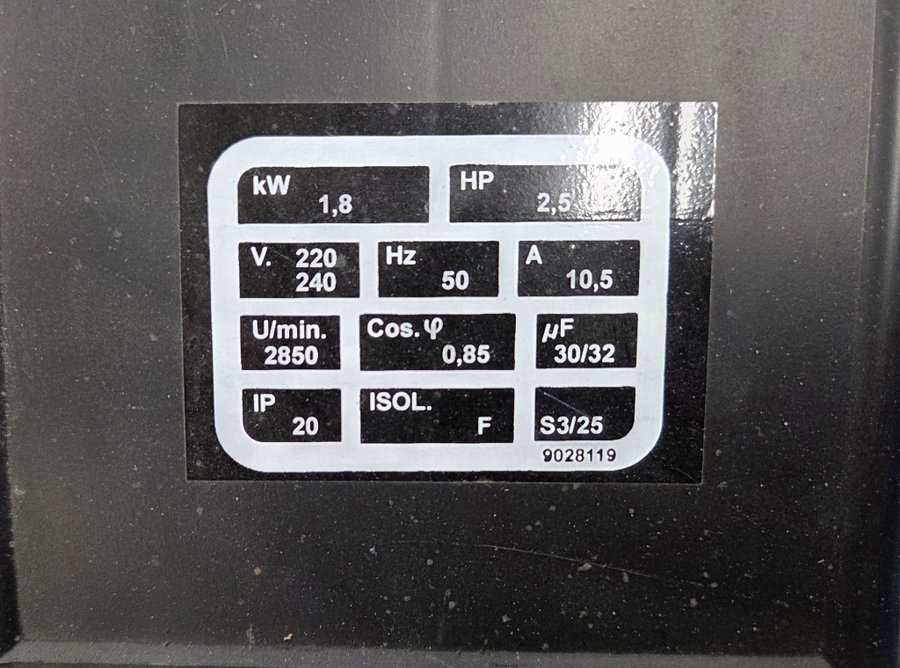 kW 1,8 HP 2,5
V. 220 Hz A
240 50 10,5
U/min. Cos. φ µF
2850 0,85 30/32
IP ISOL.
20 F S3/25
9028119